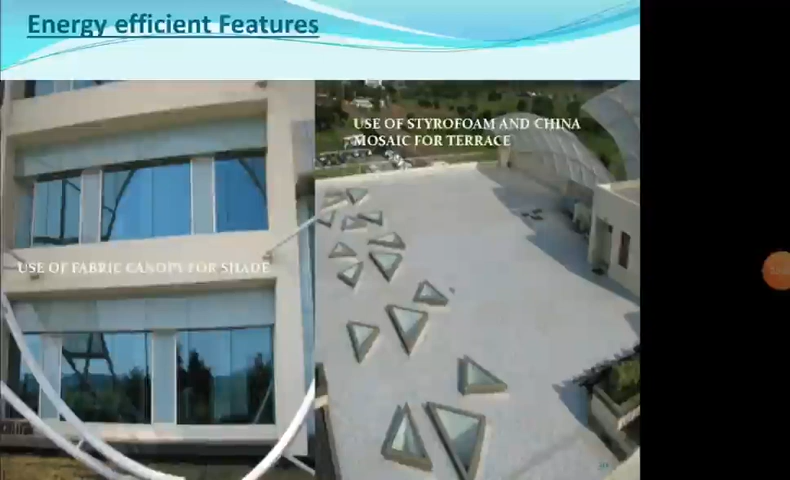 Energy efficient Features
USE OF STYROFOAM AND CHINA
MOSAIC FOR TERRACE
USE OF FABRIC CANOPY FOR SHADE